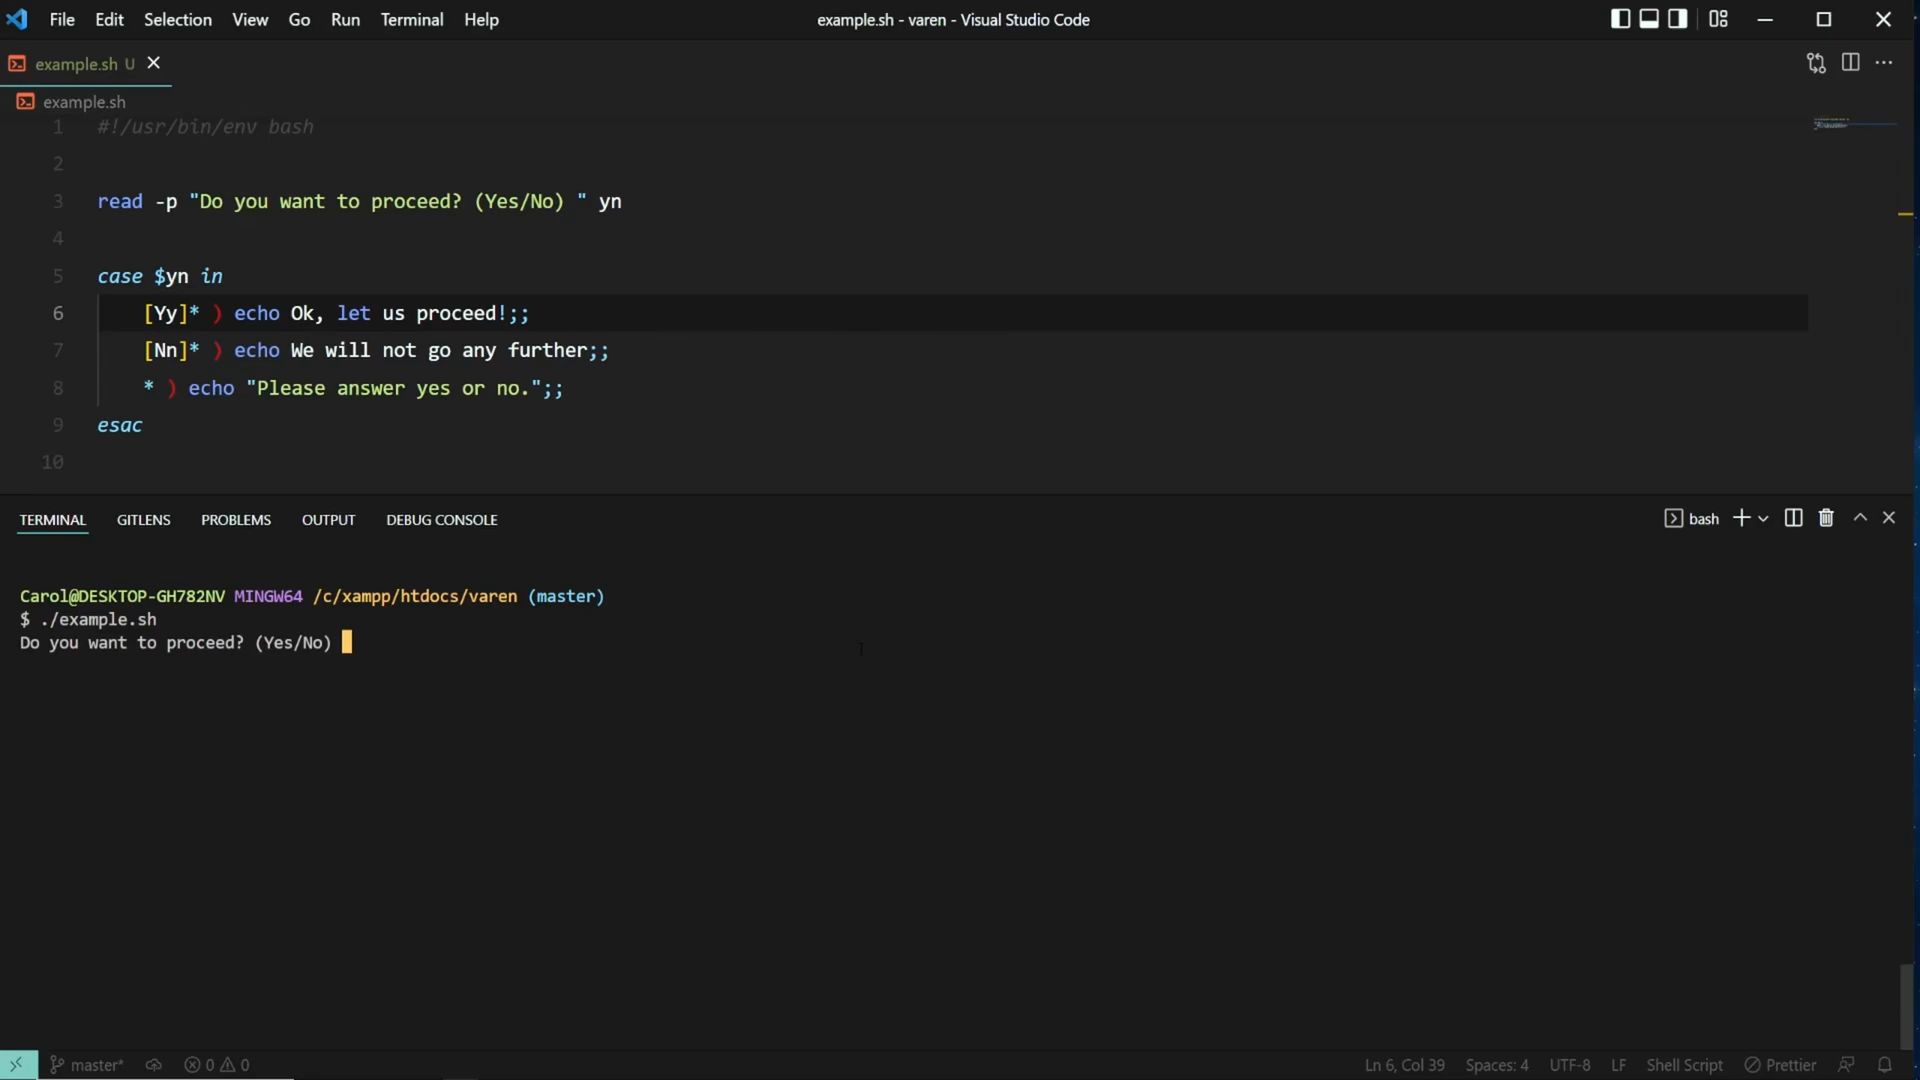 File Edit Selection View Go Run Terminal Help example.sh - varen - Visual Studio Code
example.sh U
example.sh
1 #!/usr/bin/env bash
2
3 read -p "Do you want to proceed? (Yes/No) " yn
4
5 case $yn in
6 [Yy]* ) echo Ok, let us proceed!;;
7 [Nn]* ) echo We will not go any further;;
8 * ) echo "Please answer yes or no.";;
9 esac
10
TERMINAL GITLENS PROBLEMS OUTPUT DEBUG CONSOLE bash
Carol@DESKTOP-GH782NV MINGW64 /c/xampp/htdocs/varen (master)
$ ./example.sh
Do you want to proceed? (Yes/No)
master* 0 0 Ln 6, Col 39 Spaces: 4 UTF-8 LF Shell Script Prettier